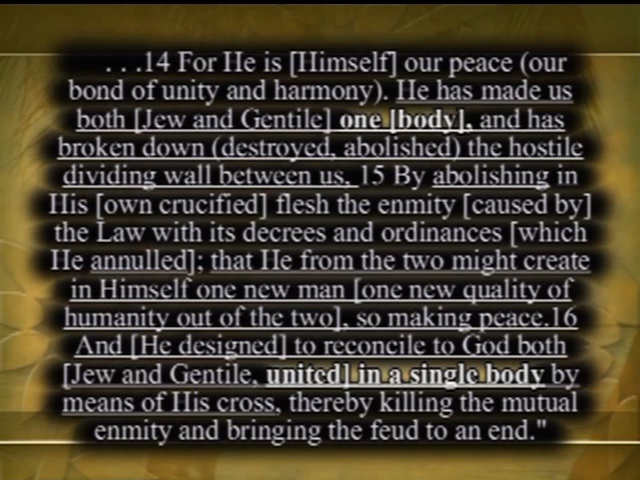 . . .14 For He is [Himself] our peace (our
bond of unity and harmony). He has made us
both [Jew and Gentile] one [body], and has
broken down (destroyed, abolished) the hostile
dividing wall between us, 15 By abolishing in
His [own crucified] flesh the enmity [caused by]
the Law with its decrees and ordinances [which
He annulled]; that He from the two might create
in Himself one new man [one new quality of
humanity out of the two], so making peace.16
And [He designed] to reconcile to God both
[Jew and Gentile, united] in a single body by
means of His cross, thereby killing the mutual
enmity and bringing the feud to an end."